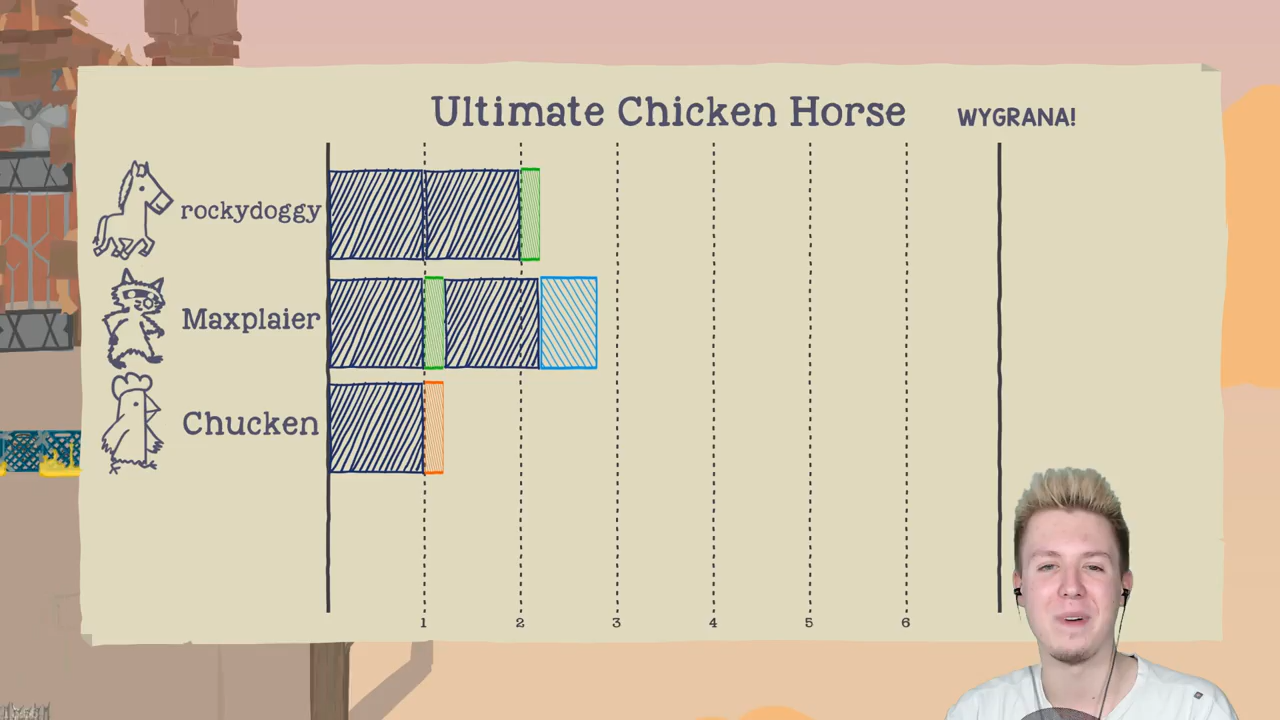 Ultimate Chicken Horse
WYGRANA!
rockydoggy
Maxplaier
Chucken
1 2 3 4 5 6